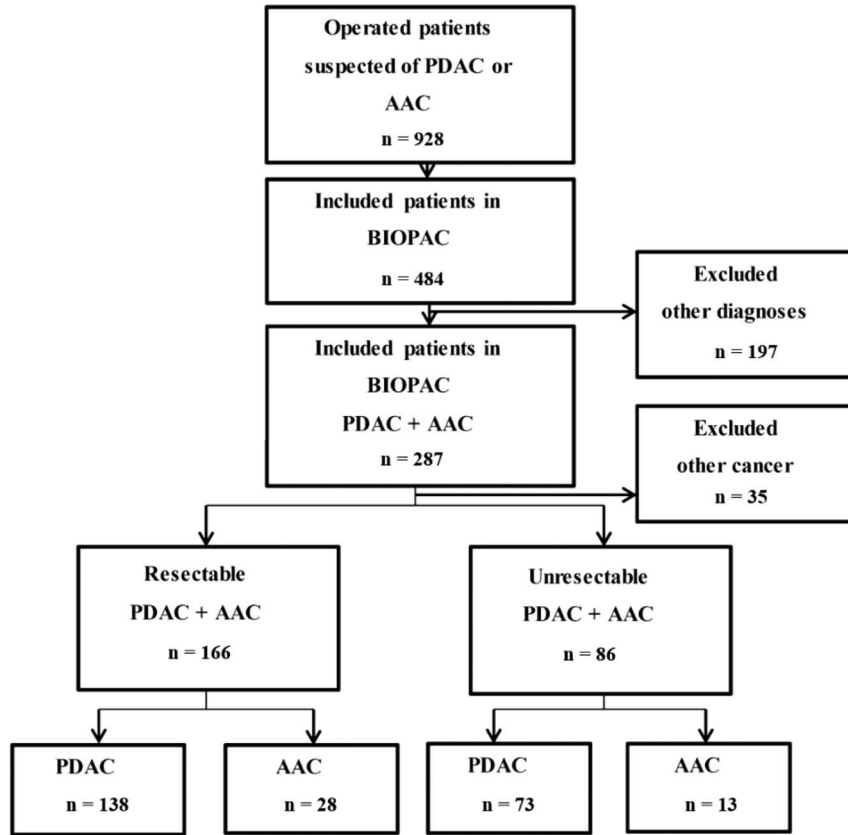 Operated patients
suspected of PDAC or
AAC
n = 928
Included patients in
BIOPAC
n = 484
Excluded
other diagnoses
n = 197
Included patients in
BIOPAC
PDAC + AAC
n = 287
Excluded
other cancer
n = 35
Resectable
PDAC + AAC
n = 166
Unresectable
PDAC + AAC
n = 86
PDAC
n = 138
AAC
n = 28
PDAC
n = 73
AAC
n = 13